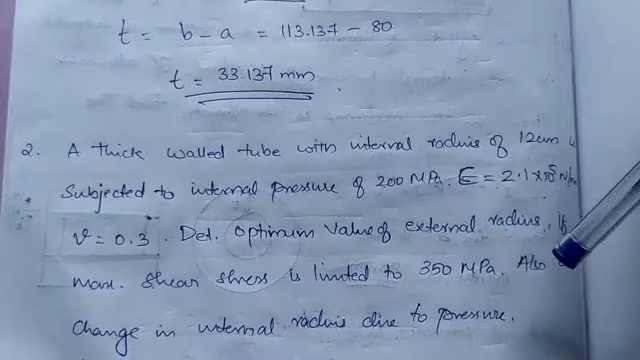 t = b - a = 113.137 - 80
t = 33.137 mm .
2. A thick walled tube with internal radius of 12cm
Subjected to internal pressure of 200 MPa. E = 2.1 × 10⁵ N/m
ν = 0.3 . Det. Optimum Value of external radius, If
max. shear stress is limited to 350 MPa. Also
Change in internal radius due to pressure.